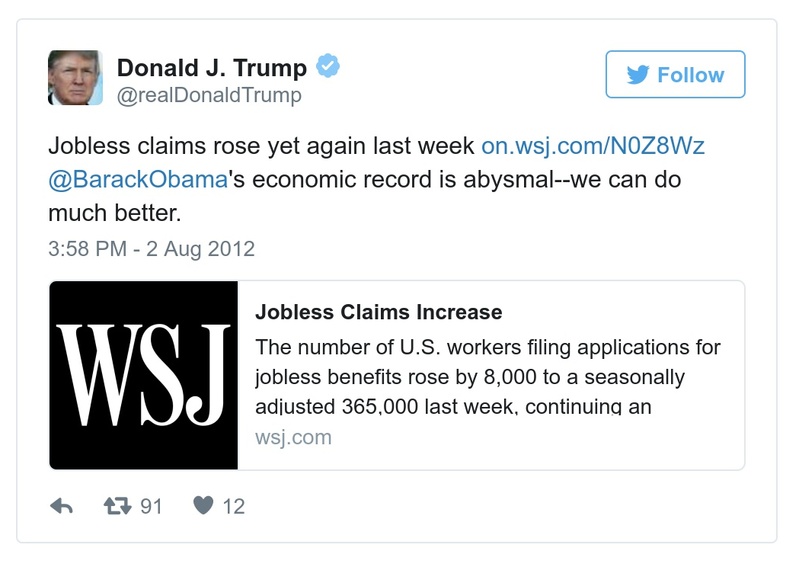 Donald J. Trump
@realDonaldTrump
Follow
Jobless claims rose yet again last week on.wsj.com/N0Z8Wz
@BarackObama's economic record is abysmal--we can do
much better.
3:58 PM - 2 Aug 2012
WSJ
Jobless Claims Increase
The number of U.S. workers filing applications for
jobless benefits rose by 8,000 to a seasonally
adjusted 365,000 last week, continuing an
wsj.com
91
12